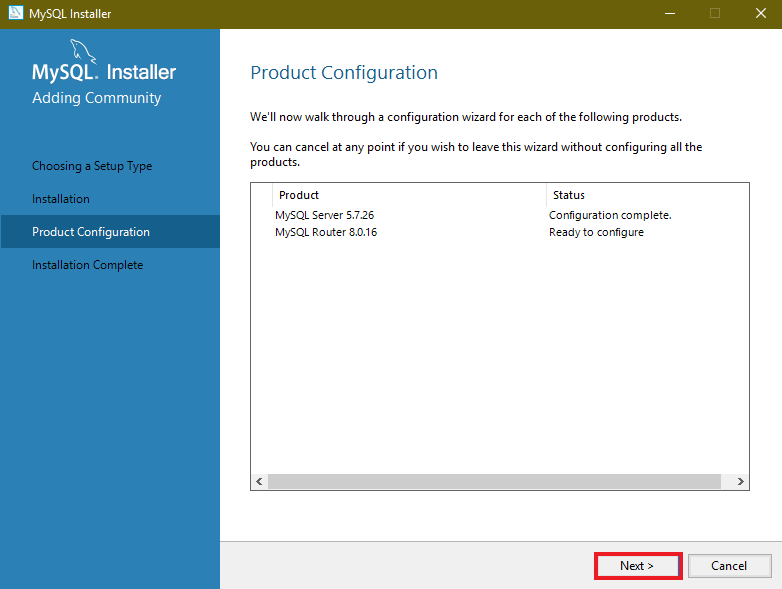 MySQL Installer
MySQL. Installer
Adding Community
Choosing a Setup Type
Installation
Product Configuration
Installation Complete
Product Configuration
We'll now walk through a configuration wizard for each of the following products.
You can cancel at any point if you wish to leave this wizard without configuring all the
products.
Product Status
MySQL Server 5.7.26 Configuration complete.
MySQL Router 8.0.16 Ready to configure
Next > Cancel